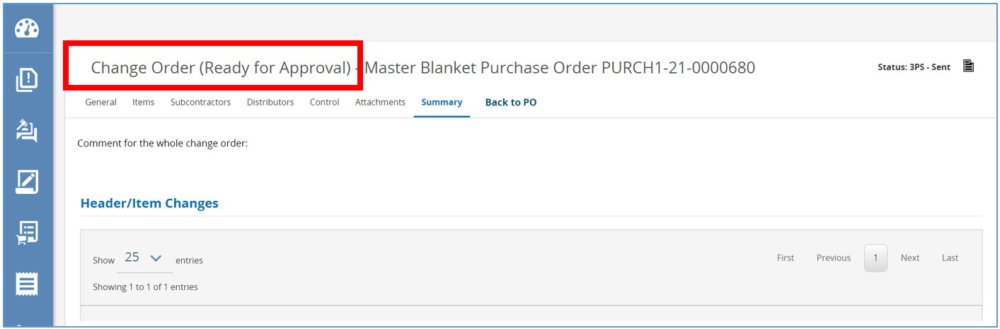 Change Order (Ready for Approval) - Master Blanket Purchase Order PURCH1-21-0000680
Status: 3PS - Sent
General Items Subcontractors Distributors Control Attachments Summary Back to PO
Comment for the whole change order:
Header/Item Changes
Show 25 entries
First Previous 1 Next Last
Showing 1 to 1 of 1 entries